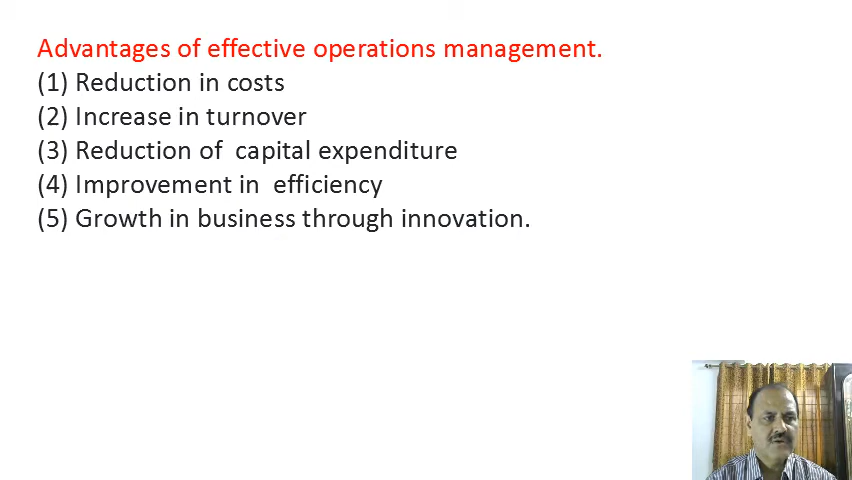 Advantages of effective operations management.
(1) Reduction in costs
(2) Increase in turnover
(3) Reduction of  capital expenditure
(4) Improvement in  efficiency
(5) Growth in business through innovation.